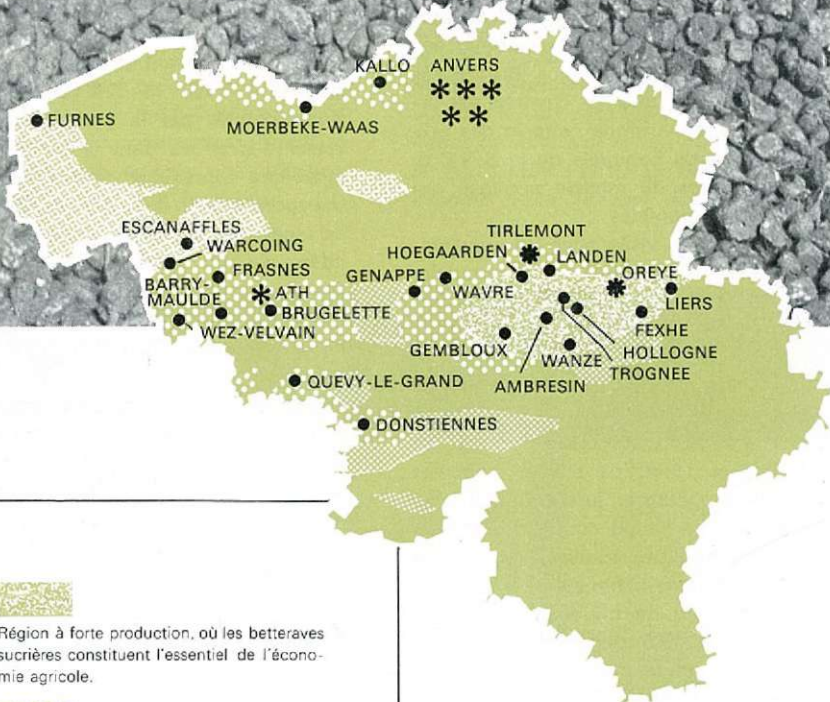 KALLO
ANVERS
FURNES
MOERBEKE-WAAS
ESCANAFFLES
WARCOING
TIRLEMONT
HOEGAARDEN
LANDEN
BARRY-
MAULDE
FRASNES
GENAPPE
OREYE
ATH
WAVRE
LIERS
BRUGELETTE
WEZ-VELVAIN
FEXHE
GEMBLOUX
HOLLOGNE
WANZE
TROGNEE
QUEVY-LE-GRAND
AMBRESIN
DONSTIENNES
Région à forte production, où les betteraves
sucrières constituent l'essentiel de l'écono-
mie agricole.